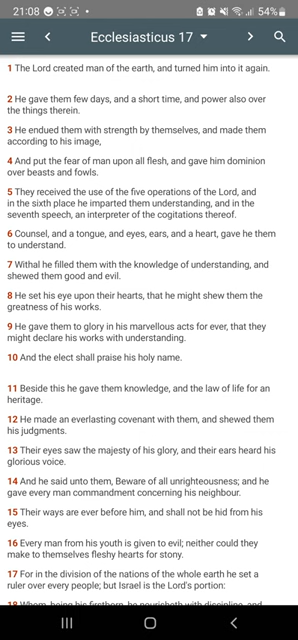 21:08 54%
Ecclesiasticus 17
1 The Lord created man of the earth, and turned him into it again.
2 He gave them few days, and a short time, and power also over
the things therein.
3 He endued them with strength by themselves, and made them
according to his image,
4 And put the fear of man upon all flesh, and gave him dominion
over beasts and fowls.
5 They received the use of the five operations of the Lord, and
in the sixth place he imparted them understanding, and in the
seventh speech, an interpreter of the cogitations thereof.
6 Counsel, and a tongue, and eyes, ears, and a heart, gave he them
to understand.
7 Withal he filled them with the knowledge of understanding, and
shewed them good and evil.
8 He set his eye upon their hearts, that he might shew them the
greatness of his works.
9 He gave them to glory in his marvellous acts for ever, that they
might declare his works with understanding.
10 And the elect shall praise his holy name.
11 Beside this he gave them knowledge, and the law of life for an
heritage.
12 He made an everlasting covenant with them, and shewed them
his judgments.
13 Their eyes saw the majesty of his glory, and their ears heard his
glorious voice.
14 And he said unto them, Beware of all unrighteousness; and he
gave every man commandment concerning his neighbour.
15 Their ways are ever before him, and shall not be hid from his
eyes.
16 Every man from his youth is given to evil; neither could they
make to themselves fleshy hearts for stony.
17 For in the division of the nations of the whole earth he set a
ruler over every people; but Israel is the Lord's portion:
18 Whom, being his firstborn, he nourisheth with discipline, and